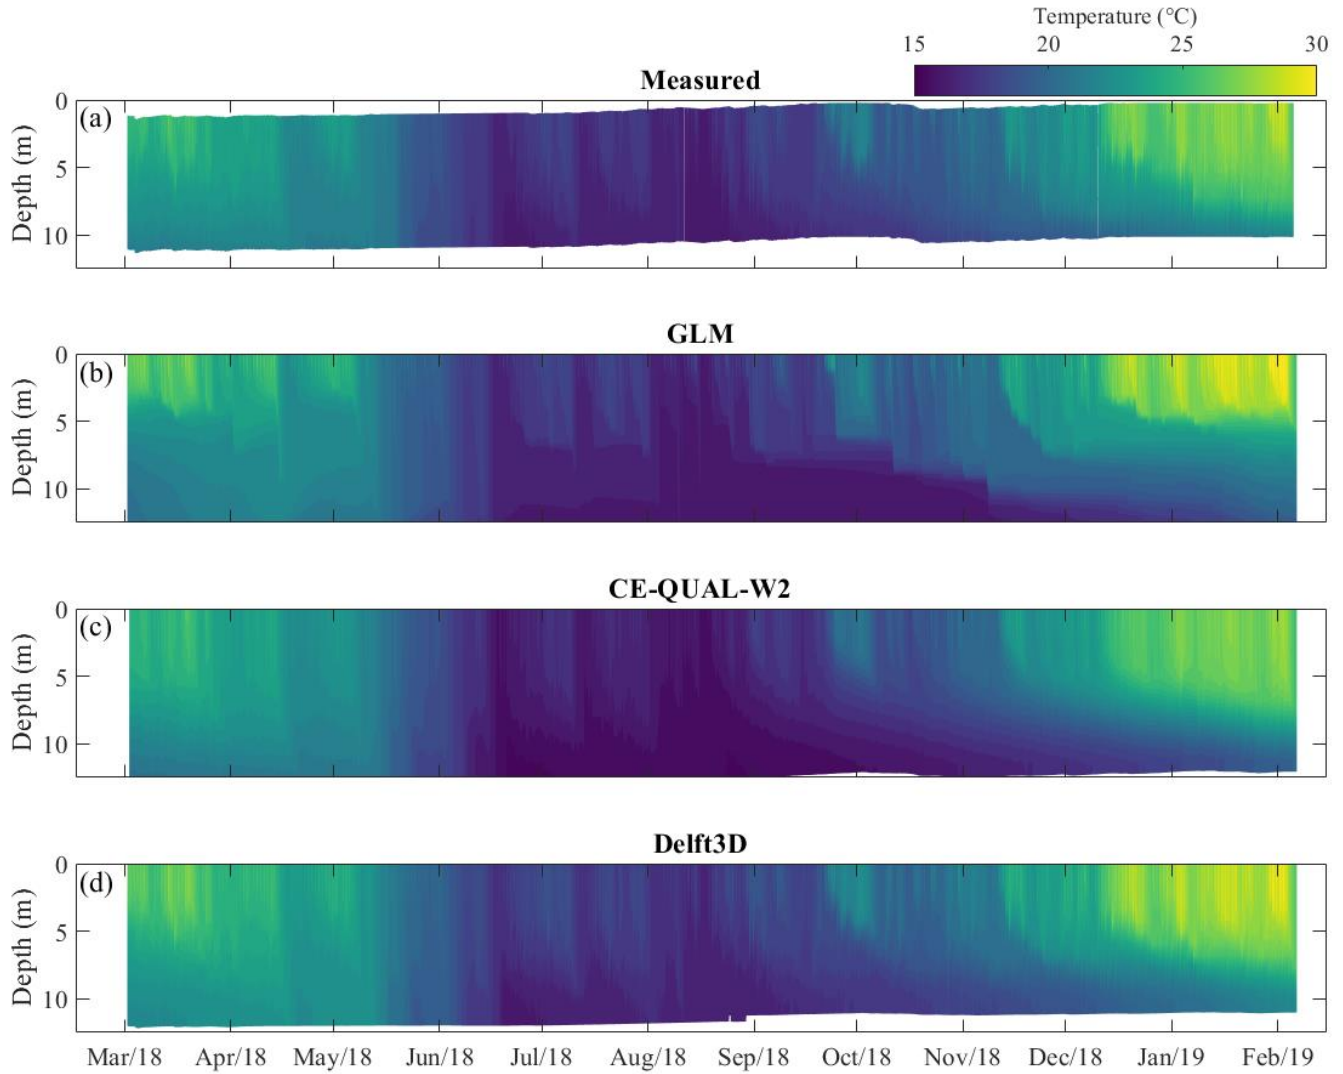 Temperature (°C)
15 20 25 30
Measured
(a)
0
5
10
Depth (m)
GLM
(b)
0
5
10
Depth (m)
CE-QUAL-W2
(c)
0
5
10
Depth (m)
Delft3D
(d)
0
5
10
Depth (m)
Mar/18 Apr/18 May/18 Jun/18 Jul/18 Aug/18 Sep/18 Oct/18 Nov/18 Dec/18 Jan/19 Feb/19